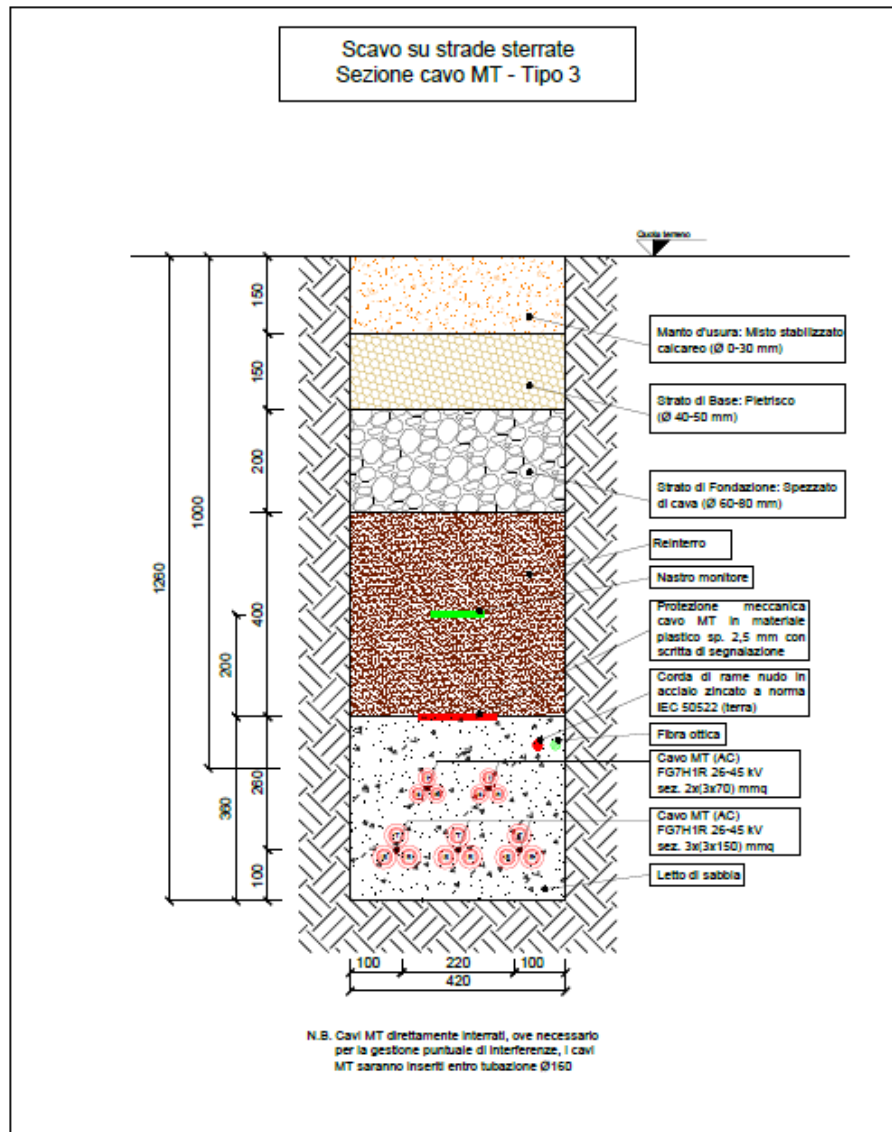 Scavo su strade sterrate
Sezione cavo MT - Tipo 3
Quota terreno
150
150
200
1000
1260
400
200
260
360
100
Manto d'usura: Misto stabilizzato
calcareo (Ø 0-30 mm)
Strato di Base: Pietrisco
(Ø 40-50 mm)
Strato di Fondazione: Spezzato
di cava (Ø 60-80 mm)
Reinterro
Nastro monitore
Protezione meccanica
cavo MT in materiale
plastico sp. 2,5 mm con
scritta di segnalazione
Corda di rame nudo in
acciaio zincato a norma
IEC 50522 (terra)
Fibra ottica
Cavo MT (AC)
FG7H1R 26-45 kV
sez. 2x(3x70) mmq
Cavo MT (AC)
FG7H1R 26-45 kV
sez. 3x(3x150) mmq
Letto di sabbia
100 220 100
420
N.B. Cavi MT direttamente interrati, ove necessario
per la gestione puntuale di interferenze, i cavi
MT saranno inseriti entro tubazione Ø160